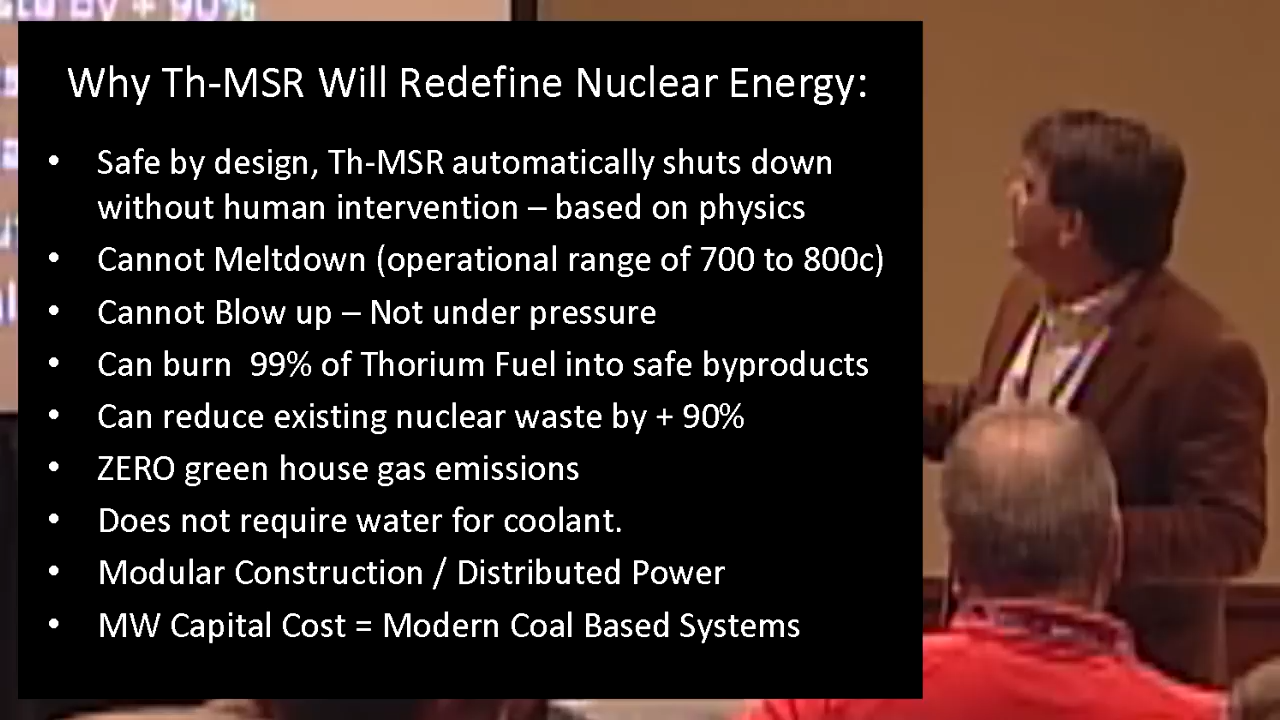 ste by + 90%
Why Th-MSR Will Redefine Nuclear Energy:
• Safe by design, Th-MSR automatically shuts down
without human intervention – based on physics
• Cannot Meltdown (operational range of 700 to 800c)
• Cannot Blow up – Not under pressure
• Can burn 99% of Thorium Fuel into safe byproducts
• Can reduce existing nuclear waste by + 90%
• ZERO green house gas emissions
• Does not require water for coolant.
• Modular Construction / Distributed Power
• MW Capital Cost = Modern Coal Based Systems